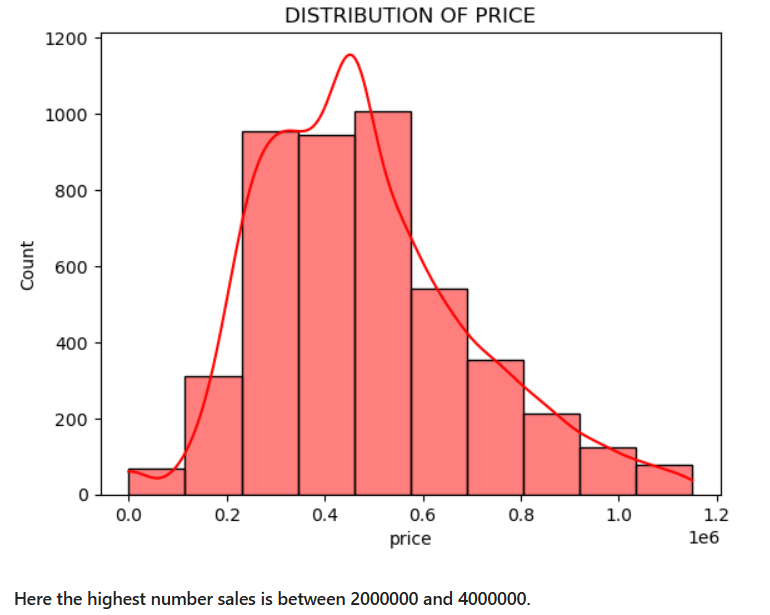 DISTRIBUTION OF PRICE
1200
1000
800
600
400
200
0
Count
0.0 0.2 0.4 0.6 0.8 1.0 1.2
1e6
price
Here the highest number sales is between 2000000 and 4000000.